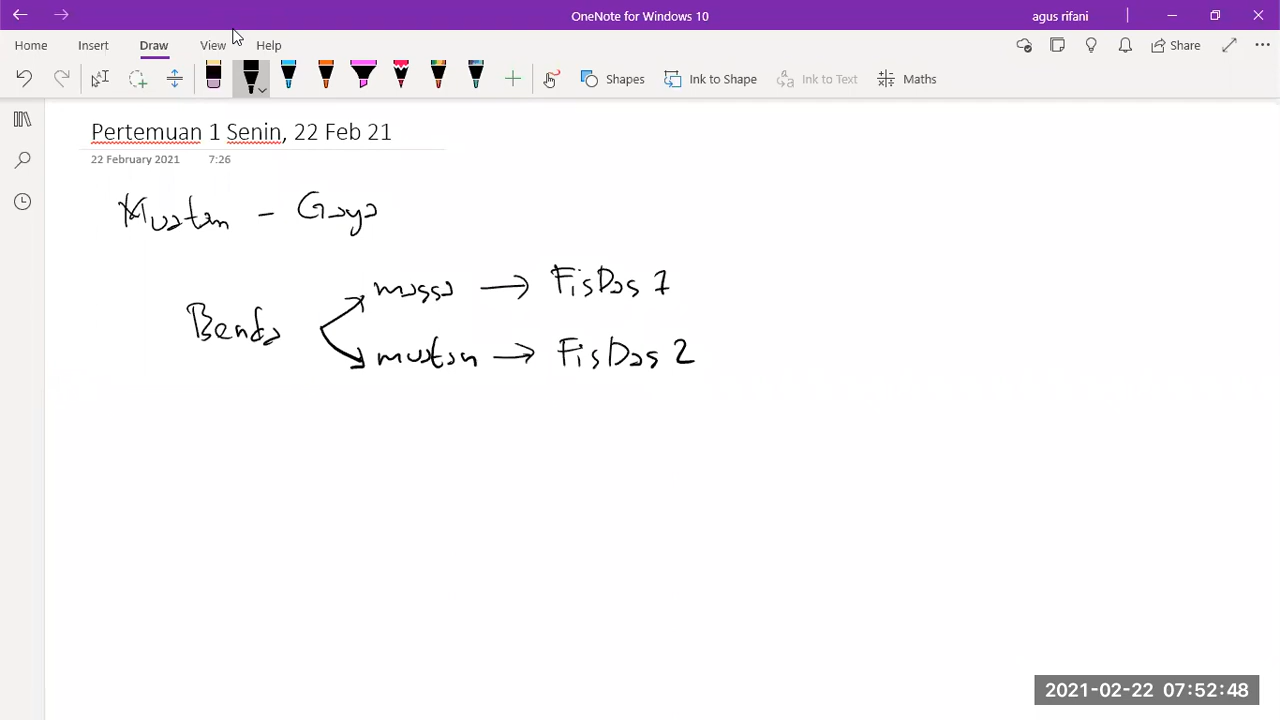 OneNote for Windows 10
agus rifani
Home Insert Draw View Help
Share
Shapes Ink to Shape Ink to Text Maths
Pertemuan 1 Senin, 22 Feb 21
22 February 2021 7:26
Muatan - Gaya
massa → FisDas 1
Benda
muatan → FisDas 2
2021-02-22 07:52:48